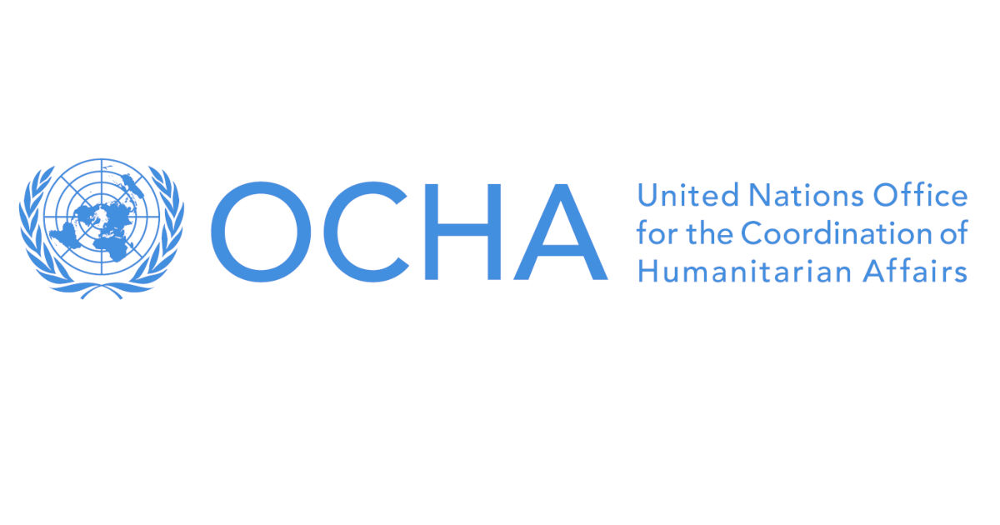 OCHA
United Nations Office
for the Coordination of
Humanitarian Affairs